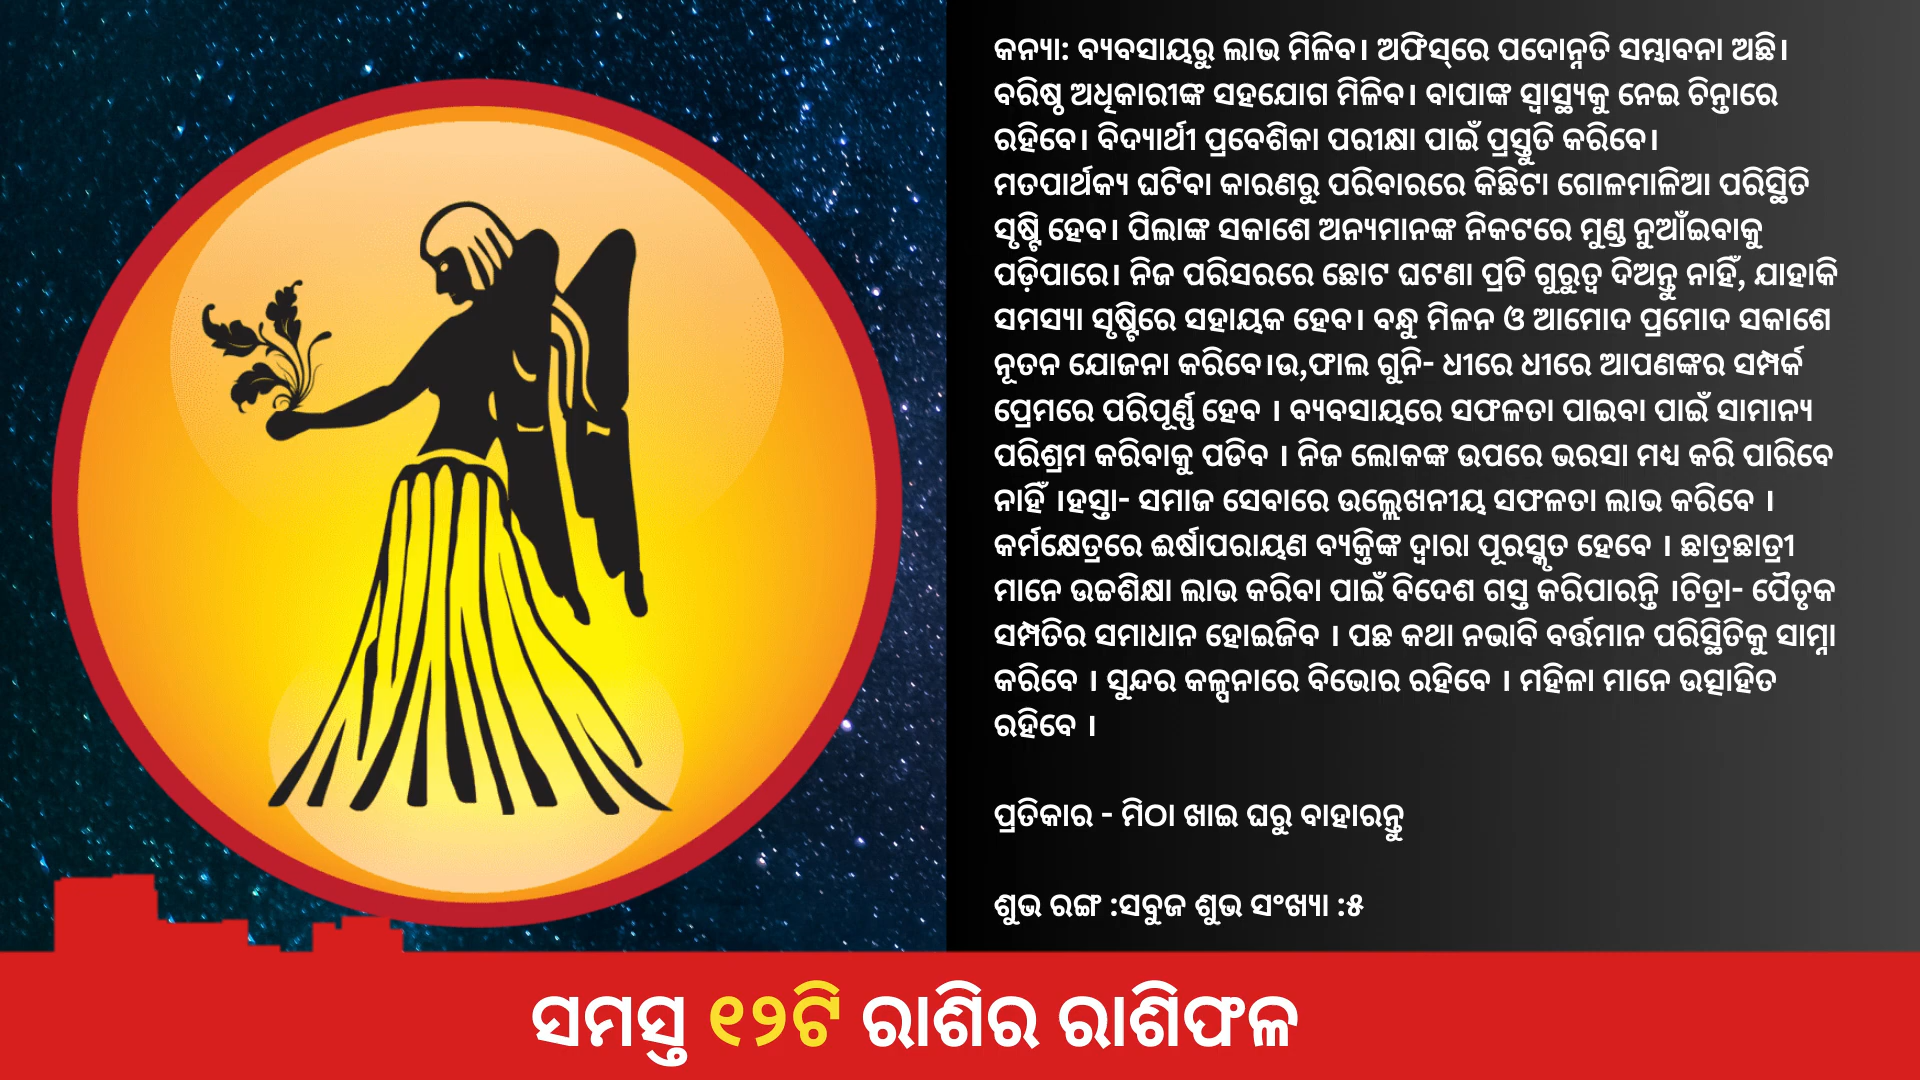 କନ୍ୟା: ବ୍ୟବସାୟରୁ ଲାଭ ମିଳିବ। ଅଫିସ୍‌ରେ ପଦୋନ୍ନତି ସମ୍ଭାବନା ଅଛି।
ବରିଷ୍ଠ ଅଧିକାରୀଙ୍କ ସହଯୋଗ ମିଳିବ। ବାପାଙ୍କ ସ୍ୱାସ୍ଥ୍ୟକୁ ନେଇ ଚିନ୍ତାରେ
ରହିବେ। ବିଦ୍ୟାର୍ଥୀ ପ୍ରବେଶିକା ପରୀକ୍ଷା ପାଇଁ ପ୍ରସ୍ତୁତି କରିବେ।
ମତପାର୍ଥକ୍ୟ ଘଟିବା କାରଣରୁ ପରିବାରରେ କିଛିଟା ଗୋଳମାଳିଆ ପରିସ୍ଥିତି
ସୃଷ୍ଟି ହେବ। ପିଲାଙ୍କ ସକାଶେ ଅନ୍ୟମାନଙ୍କ ନିକଟରେ ମୁଣ୍ଡ ନୁଆଁଇବାକୁ
ପଡ଼ିପାରେ। ନିଜ ପରିସରରେ ଛୋଟ ଘଟଣା ପ୍ରତି ଗୁରୁତ୍ୱ ଦିଅନ୍ତୁ ନାହିଁ, ଯାହାକି
ସମସ୍ୟା ସୃଷ୍ଟିରେ ସହାୟକ ହେବ। ବନ୍ଧୁ ମିଳନ ଓ ଆମୋଦ ପ୍ରମୋଦ ସକାଶେ
ନୂତନ ଯୋଜନା କରିବେ।ଉ,ଫାଲ ଗୁନି- ଧୀରେ ଧୀରେ ଆପଣଙ୍କର ସମ୍ପର୍କ
ପ୍ରେମରେ ପରିପୂର୍ଣ୍ଣ ହେବ । ବ୍ୟବସାୟରେ ସଫଳତା ପାଇବା ପାଇଁ ସାମାନ୍ୟ
ପରିଶ୍ରମ କରିବାକୁ ପଡିବ । ନିଜ ଲୋକଙ୍କ ଉପରେ ଭରସା ମଧ୍ୟ କରି ପାରିବେ
ନାହିଁ ।ହସ୍ତା- ସମାଜ ସେବାରେ ଉଲ୍ଲେଖନୀୟ ସଫଳତା ଲାଭ କରିବେ ।
କର୍ମକ୍ଷେତ୍ରରେ ଈର୍ଷାପରାୟଣ ବ୍ୟକ୍ତିଙ୍କ ଦ୍ୱାରା ପୂରସ୍କୃତ ହେବେ । ଛାତ୍ରଛାତ୍ରୀ
ମାନେ ଉଚ୍ଚଶିକ୍ଷା ଲାଭ କରିବା ପାଇଁ ବିଦେଶ ଗସ୍ତ କରିପାରନ୍ତି ।ଚିତ୍ରା- ପୈତୃକ
ସମ୍ପତିର ସମାଧାନ ହୋଇଜିବ । ପଛ କଥା ନଭାବି ବର୍ତ୍ତମାନ ପରିସ୍ଥିତିକୁ ସାମ୍ନା
କରିବେ । ସୁନ୍ଦର କଳ୍ପନାରେ ବିଭୋର ରହିବେ । ମହିଳା ମାନେ ଉତ୍ସାହିତ
ରହିବେ ।
ପ୍ରତିକାର - ମିଠା ଖାଇ ଘରୁ ବାହାରନ୍ତୁ
ଶୁଭ ରଙ୍ଗ :ସବୁଜ ଶୁଭ ସଂଖ୍ୟା :୫
ସମସ୍ତ ୧୨ଟି ରାଶିର ରାଶିଫଳ